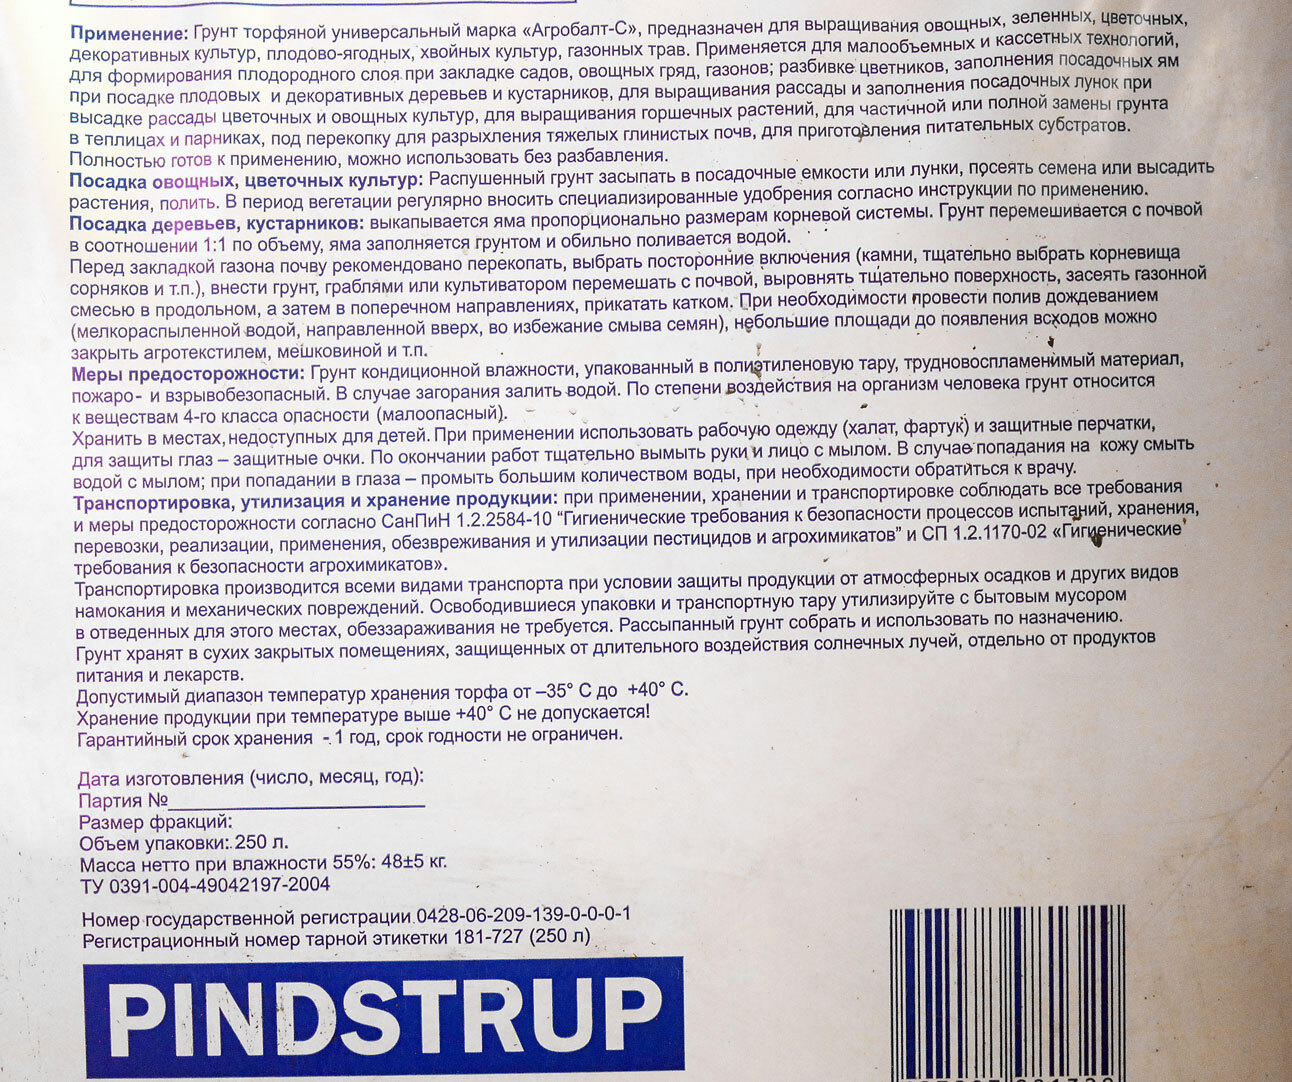 Применение: Грунт торфяной универсальный марка «Агробалт-С», предназначен для выращивания овощных, зеленных, цветочных,
декоративных культур, плодово-ягодных, хвойных культур, газонных трав. Применяется для малообъемных и кассетных технологий,
для формирования плодородного слоя при закладке садов, овощных гряд, газонов; разбивке цветников, заполнения посадочных ям
при посадке плодовых и декоративных деревьев и кустарников, для выращивания рассады и заполнения посадочных лунок при
высадке рассады цветочных и овощных культур, для выращивания горшечных растений, для частичной или полной замены грунта
в теплицах и парниках, под перекопку для разрыхления тяжелых глинистых почв, для приготовления питательных субстратов.
Полностью готов к применению, можно использовать без разбавления.
Посадка овощных, цветочных культур: Распушенный грунт засыпать в посадочные емкости или лунки, посеять семена или высадить
растения, полить. В период вегетации регулярно вносить специализированные удобрения согласно инструкции по применению.
Посадка деревьев, кустарников: выкапывается яма пропорционально размерам корневой системы. Грунт перемешивается с почвой
в соотношении 1:1 по объему, яма заполняется грунтом и обильно поливается водой.
Перед закладкой газона почву рекомендовано перекопать, выбрать посторонние включения (камни, тщательно выбрать корневища
сорняков и т.п.), внести грунт, граблями или культиватором перемешать с почвой, выровнять тщательно поверхность, засеять газонной
смесью в продольном, а затем в поперечном направлениях, прикатать катком. При необходимости провести полив дождеванием
(мелкораспыленной водой, направленной вверх, во избежание смыва семян), небольшие площади до появления всходов можно
закрыть агротекстилем, мешковиной и т.п.
Меры предосторожности: Грунт кондиционной влажности, упакованный в полиэтиленовую тару, трудновоспламенимый материал,
пожаро- и взрывобезопасный. В случае загорания залить водой. По степени воздействия на организм человека грунт относится
к веществам 4-го класса опасности (малоопасный).
Хранить в местах, недоступных для детей. При применении использовать рабочую одежду (халат, фартук) и защитные перчатки,
для защиты глаз – защитные очки. По окончании работ тщательно вымыть руки и лицо с мылом. В случае попадания на кожу смыть
водой с мылом; при попадании в глаза – промыть большим количеством воды, при необходимости обратиться к врачу.
Транспортировка, утилизация и хранение продукции: при применении, хранении и транспортировке соблюдать все требования
и меры предосторожности согласно СанПиН 1.2.2584-10 “Гигиенические требования к безопасности процессов испытаний, хранения,
перевозки, реализации, применения, обезвреживания и утилизации пестицидов и агрохимикатов” и СП 1.2.1170-02 «Гигиенические
требования к безопасности агрохимикатов».
Транспортировка производится всеми видами транспорта при условии защиты продукции от атмосферных осадков и других видов
намокания и механических повреждений. Освободившиеся упаковки и транспортную тару утилизируйте с бытовым мусором
в отведенных для этого местах, обеззараживания не требуется. Рассыпанный грунт собрать и использовать по назначению.
Грунт хранят в сухих закрытых помещениях, защищенных от длительного воздействия солнечных лучей, отдельно от продуктов
питания и лекарств.
Допустимый диапазон температур хранения торфа от –35° С до +40° С.
Хранение продукции при температуре выше +40° С не допускается!
Гарантийный срок хранения - 1 год, срок годности не ограничен.
Дата изготовления (число, месяц, год):
Партия №
Размер фракций:
Объем упаковки: 250 л.
Масса нетто при влажности 55%: 48±5 кг.
ТУ 0391-004-49042197-2004
Номер государственной регистрации 0428-06-209-139-0-0-0-1
Регистрационный номер тарной этикетки 181-727 (250 л)
PINDSTRUP